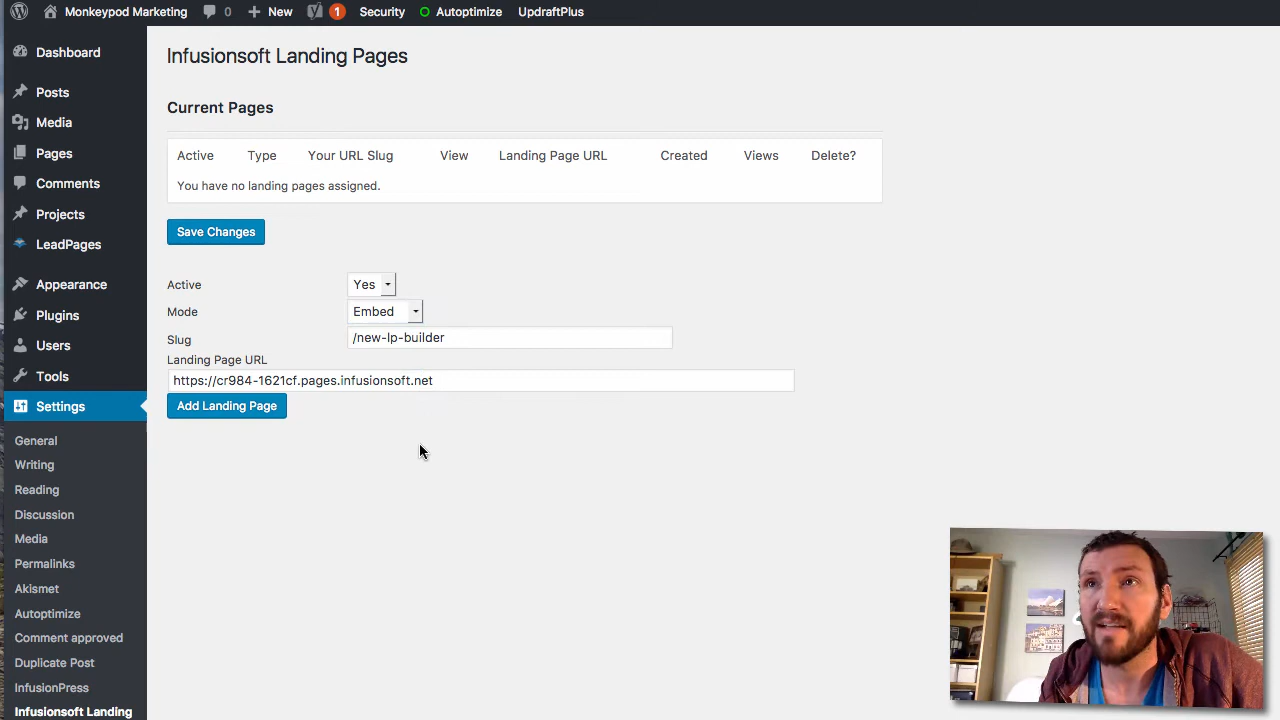 Monkeypod Marketing 0 New 1 Security Autoptimize UpdraftPlus
Dashboard
Posts
Media
Pages
Comments
Projects
LeadPages
Appearance
Plugins
Users
Tools
Settings
General
Writing
Reading
Discussion
Media
Permalinks
Akismet
Autoptimize
Comment approved
Duplicate Post
InfusionPress
Infusionsoft Landing
Infusionsoft Landing Pages
Current Pages
Active Type Your URL Slug View Landing Page URL Created Views Delete?
You have no landing pages assigned.
Save Changes
Active Yes
Mode Embed
Slug /new-lp-builder
Landing Page URL
https://cr984-1621cf.pages.infusionsoft.net
Add Landing Page